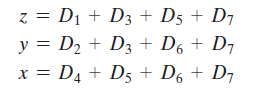 z = D₁ + D₃ + D₅ + D₇
y = D₂ + D₃ + D₆ + D₇
x = D₄ + D₅ + D₆ + D₇